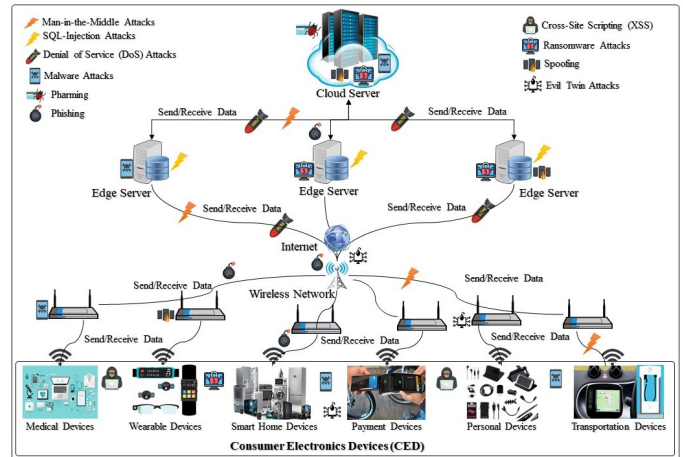 Man-in-the-Middle Attacks
SQL-Injection Attacks
Denial of Service (DoS) Attacks
Malware Attacks
Pharming
Phishing
Cross-Site Scripting (XSS)
Ransomware Attacks
Spoofing
Evil Twin Attacks
Cloud Server
Send/Receive Data
Send/Receive Data
Edge Server
Edge Server
Edge Server
Send/Receive Data
Send/Receive Data
Internet
Send/Receive Data
Send/Receive Data
Wireless Network
Send/Receive Data
Send/Receive Data
Send/Receive Data
Medical Devices
Wearable Devices
Smart Home Devices
Payment Devices
Personal Devices
Transportation Devices
Consumer Electronics Devices (CED)